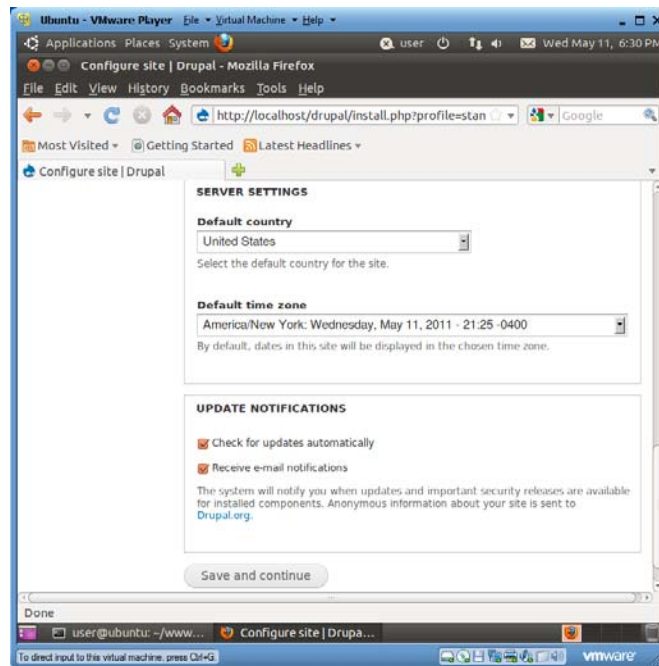 Ubuntu - VMware Player File Virtual Machine Help
Applications Places System user Wed May 11, 6:30 PM
Configure site | Drupal - Mozilla Firefox
File Edit View History Bookmarks Tools Help
http://localhost/drupal/install.php?profile=stan Google
Most Visited Getting Started Latest Headlines
Configure site | Drupal
SERVER SETTINGS
Default country
United States
Select the default country for the site.
Default time zone
America/New York: Wednesday, May 11, 2011 - 21:25 -0400
By default, dates in this site will be displayed in the chosen time zone.
UPDATE NOTIFICATIONS
Check for updates automatically
Receive e-mail notifications
The system will notify you when updates and important security releases are available
for installed components. Anonymous information about your site is sent to
Drupal.org.
Save and continue
Done
user@ubuntu: ~/www... Configure site | Drupa...
To direct input to this virtual machine, press Ctrl+G. vmware